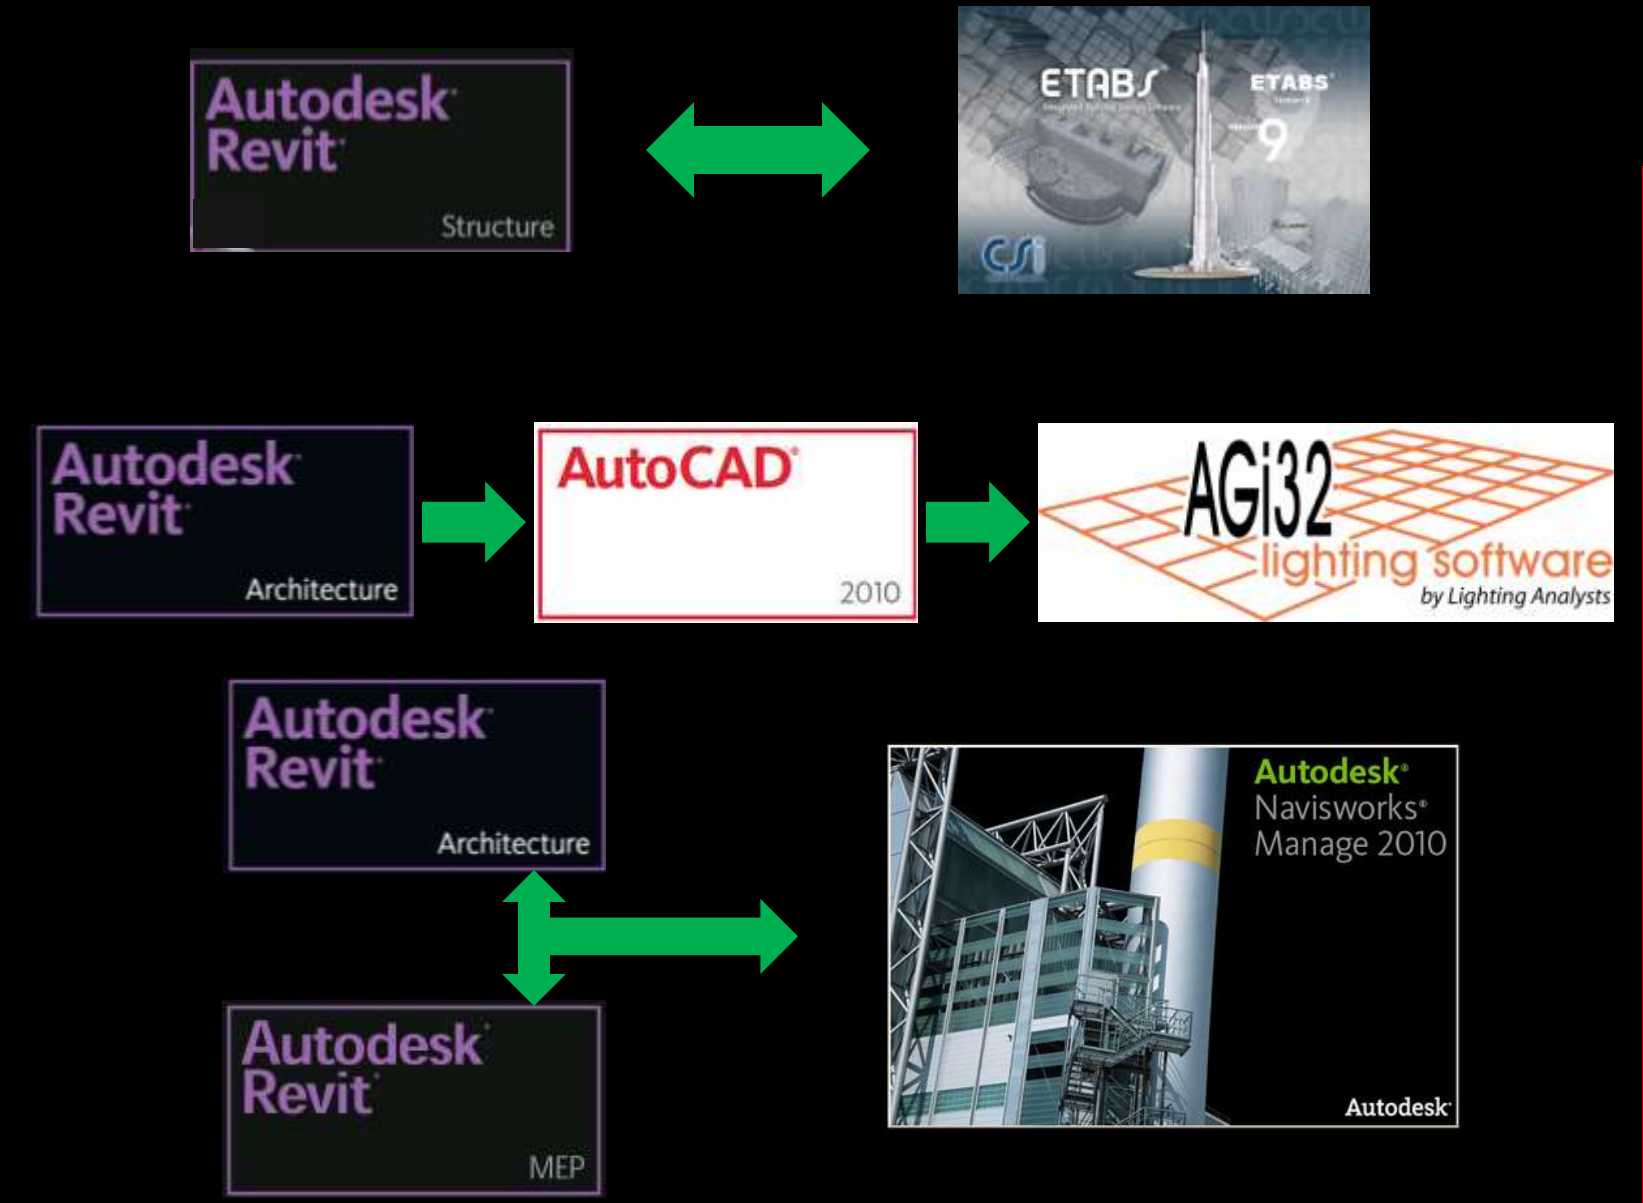 Autodesk®
Revit®
Structure
ETABS
ETABS®
9
CSi
Autodesk®
Revit®
Architecture
AutoCAD®
2010
AGi32
lighting software
by Lighting Analysts
Autodesk®
Revit®
Architecture
Autodesk®
Navisworks®
Manage 2010
Autodesk®
Autodesk®
Revit®
MEP